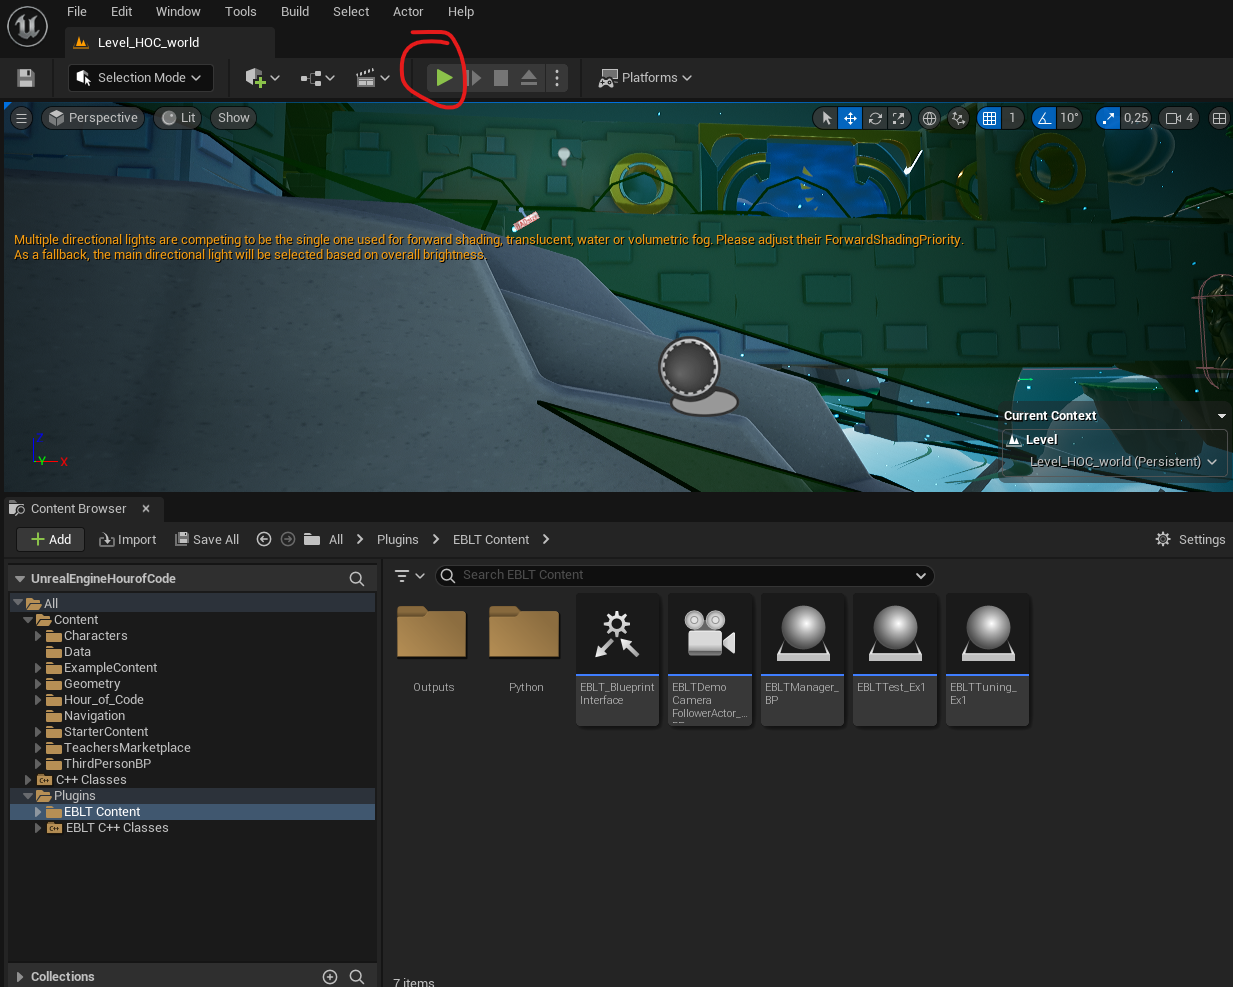 File Edit Window Tools Build Select Actor Help
Level_HOC_world
Selection Mode Platforms
Perspective Lit Show 1 10° 0,25 4
Multiple directional lights are competing to be the single one used for forward shading, translucent, water or volumetric fog. Please adjust their ForwardShadingPriority.
As a fallback, the main directional light will be selected based on overall brightness.
Current Context
Level
Level_HOC_world (Persistent)
Z
Y X
Content Browser
Add Import Save All All Plugins EBLT Content Settings
UnrealEngineHourofCode
Search EBLT Content
All
Content
Characters
Data
ExampleContent
Geometry
Hour_of_Code
Navigation
StarterContent
TeachersMarketplace
ThirdPersonBP
C++ Classes
Plugins
EBLT Content
EBLT C++ Classes
Outputs
Python
EBLT_Blueprint
Interface
EBLTDemo
Camera
FollowerActor_...
EBLTManager_
BP
EBLTTest_Ex1
EBLTTuning_
Ex1
Collections
7 items